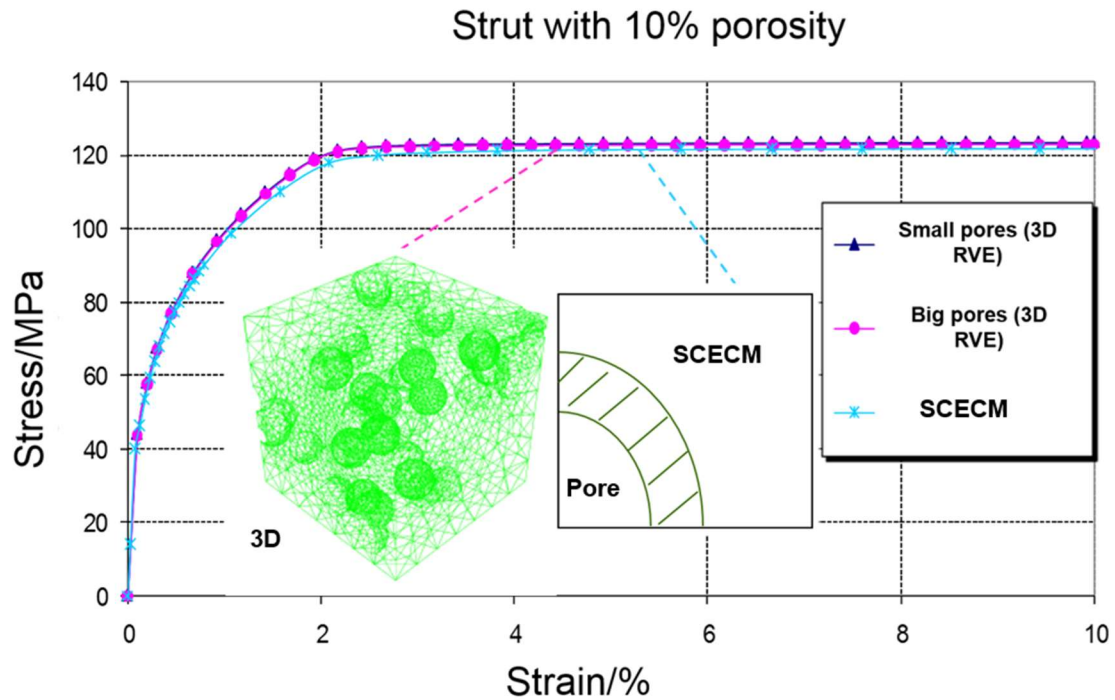 Strut with 10% porosity
Stress/MPa
140
120
100
80
60
40
20
0
0
2
4
6
8
10
Strain/%
3D
Pore
SCECM
Small pores (3D
RVE)
Big pores (3D
RVE)
SCECM